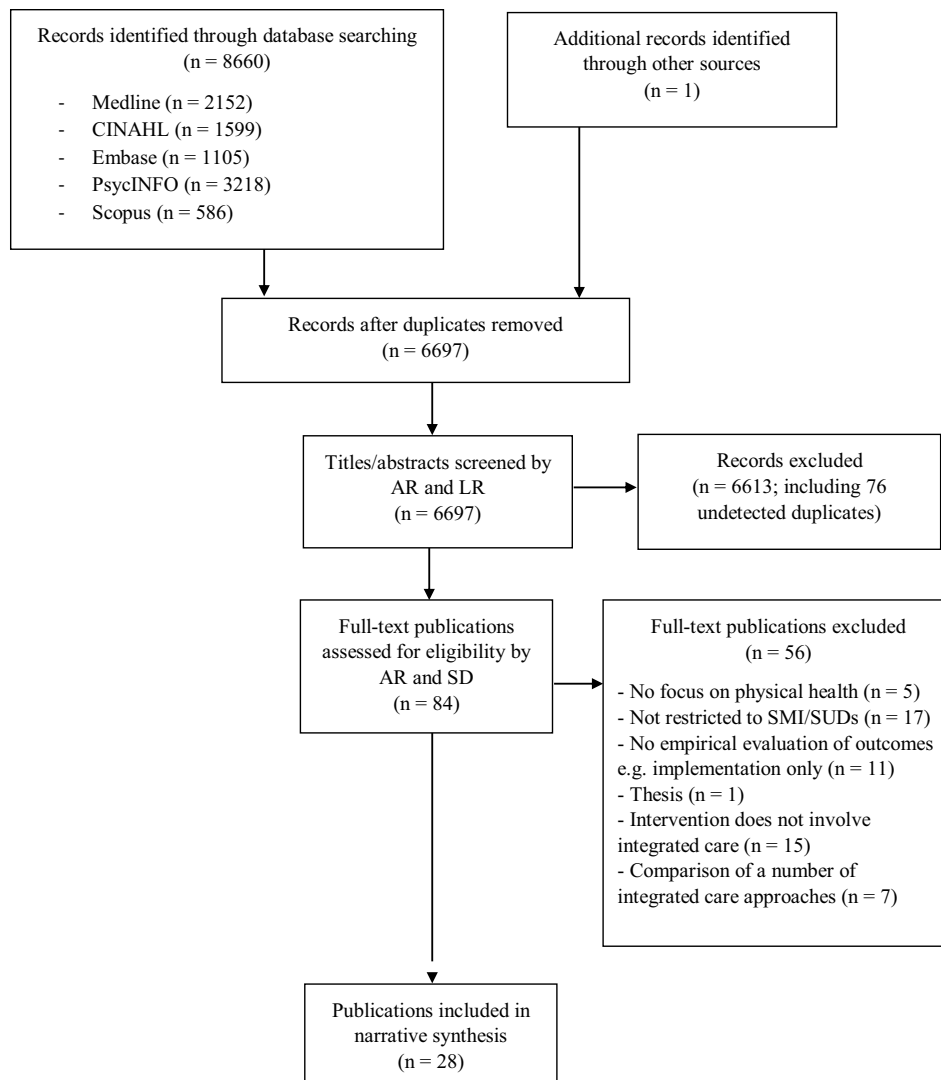 Records identified through database searching
(n = 8660)
- Medline (n = 2152)
- CINAHL (n = 1599)
- Embase (n = 1105)
- PsycINFO (n = 3218)
- Scopus (n = 586)
Additional records identified
through other sources
(n = 1)
Records after duplicates removed
(n = 6697)
Titles/abstracts screened by
AR and LR
(n = 6697)
Records excluded
(n = 6613; including 76
undetected duplicates)
Full-text publications
assessed for eligibility by
AR and SD
(n = 84)
Full-text publications excluded
(n = 56)
- No focus on physical health (n = 5)
- Not restricted to SMI/SUDs (n = 17)
- No empirical evaluation of outcomes
e.g. implementation only (n = 11)
- Thesis (n = 1)
- Intervention does not involve
integrated care (n = 15)
- Comparison of a number of
integrated care approaches (n = 7)
Publications included in
narrative synthesis
(n = 28)